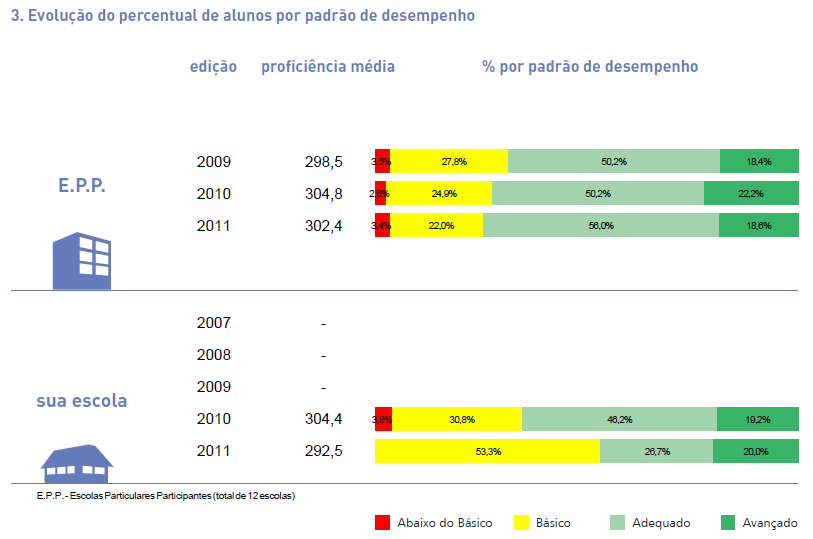 3. Evolução do percentual de alunos por padrão de desempenho
edição proficiência média % por padrão de desempenho
2009 298,5 3,6% 27,8% 50,2% 18,4%
E.P.P.
2010 304,8 2,6% 24,9% 50,2% 22,2%
2011 302,4 3,4% 22,0% 56,0% 18,6%
2007 -
2008 -
2009 -
sua escola
2010 304,4 3,8% 30,8% 46,2% 19,2%
2011 292,5 53,3% 26,7% 20,0%
E.P.P. - Escolas Particulares Participantes (total de 12 escolas)
Abaixo do Básico Básico Adequado Avançado